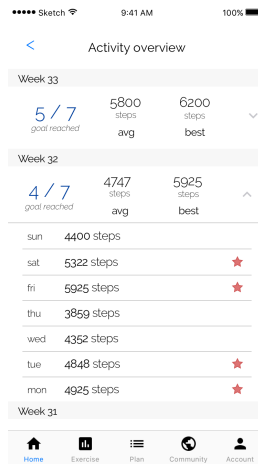 Sketch 9:41 AM 100%
< Activity overview
Week 33
5 / 7 5800 6200
goal reached steps steps
avg best
Week 32
4 / 7 4747 5925
goal reached steps steps
avg best
sun 4400 steps
sat 5322 steps
fri 5925 steps
thu 3859 steps
wed 4352 steps
tue 4848 steps
mon 4925 steps
Week 31
Home Exercise Plan Community Account